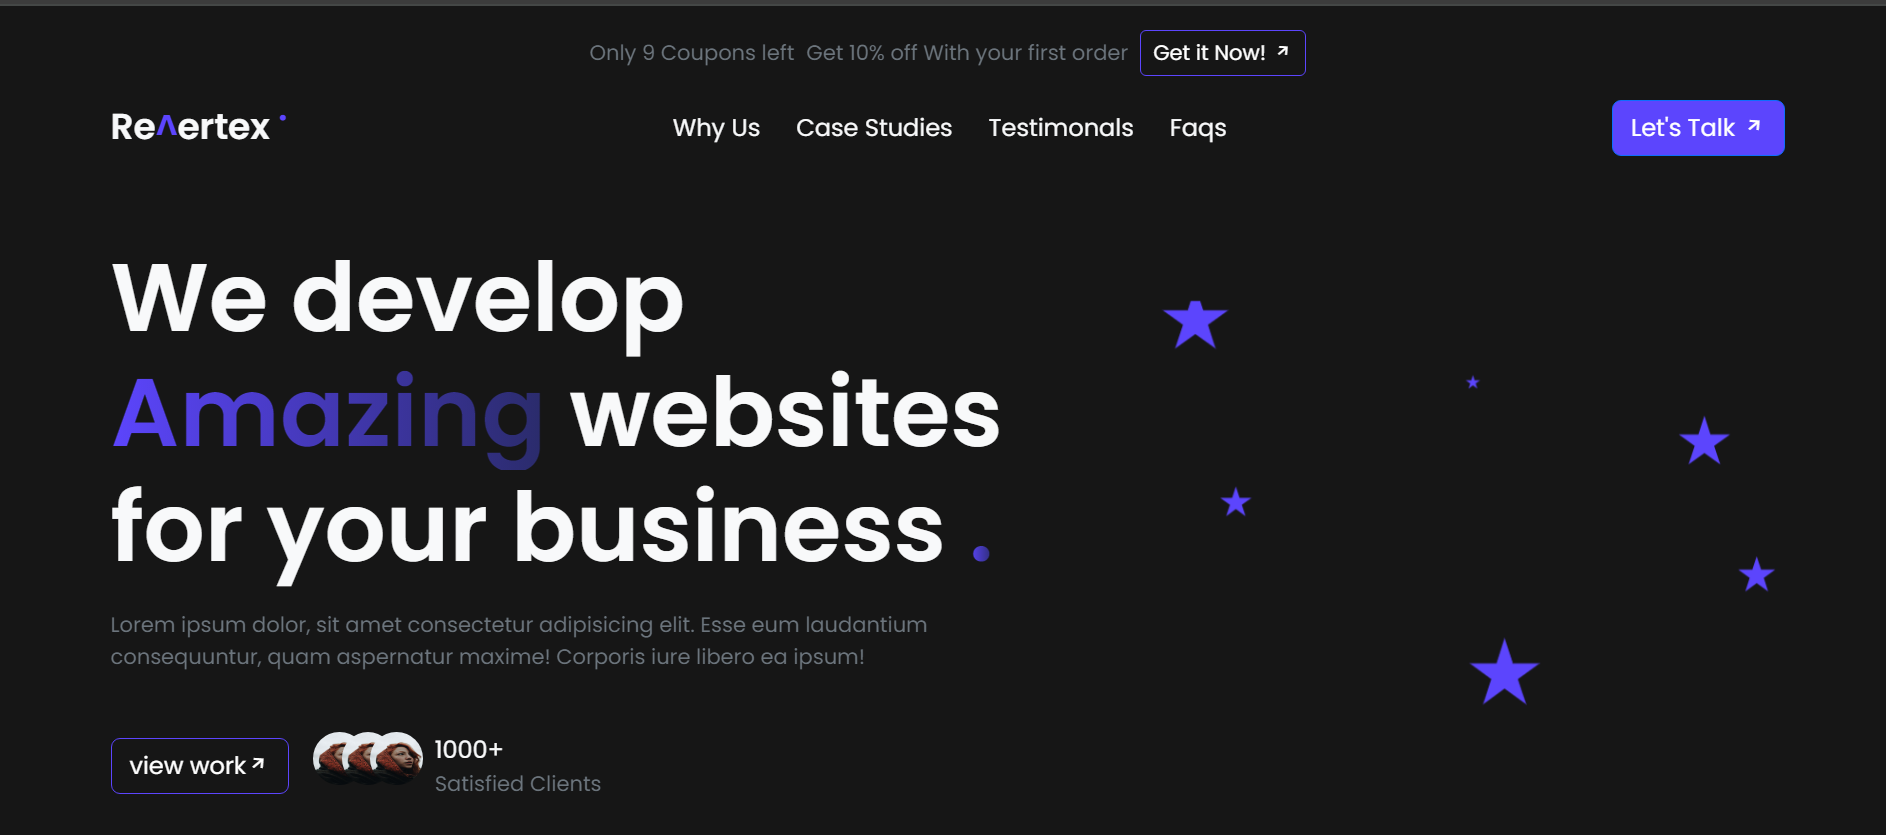 Only 9 Coupons left Get 10% off With your first order Get it Now!
ReɅertex
Why Us Case Studies Testimonals Faqs
Let's Talk
We develop
Amazing websites
for your business .
Lorem ipsum dolor, sit amet consectetur adipisicing elit. Esse eum laudantium
consequuntur, quam aspernatur maxime! Corporis iure libero ea ipsum!
view work
1000+
Satisfied Clients